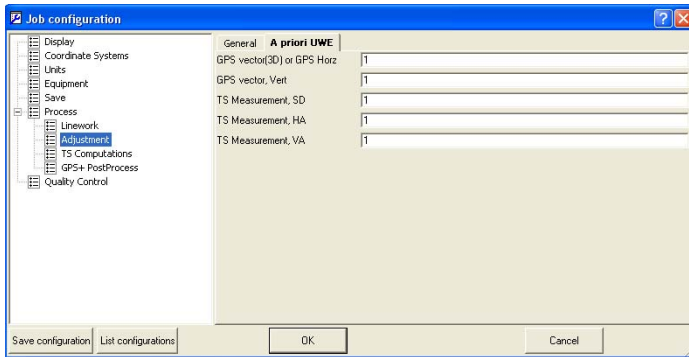 Job configuration
Display
Coordinate Systems
Units
Equipment
Save
Process
Linework
Adjustment
TS Computations
GPS+ PostProcess
Quality Control
General A priori UWE
GPS vector(3D) or GPS Horz 1
GPS vector, Vert 1
TS Measurement, SD 1
TS Measurement, HA 1
TS Measurement, VA 1
Save configuration List configurations OK Cancel